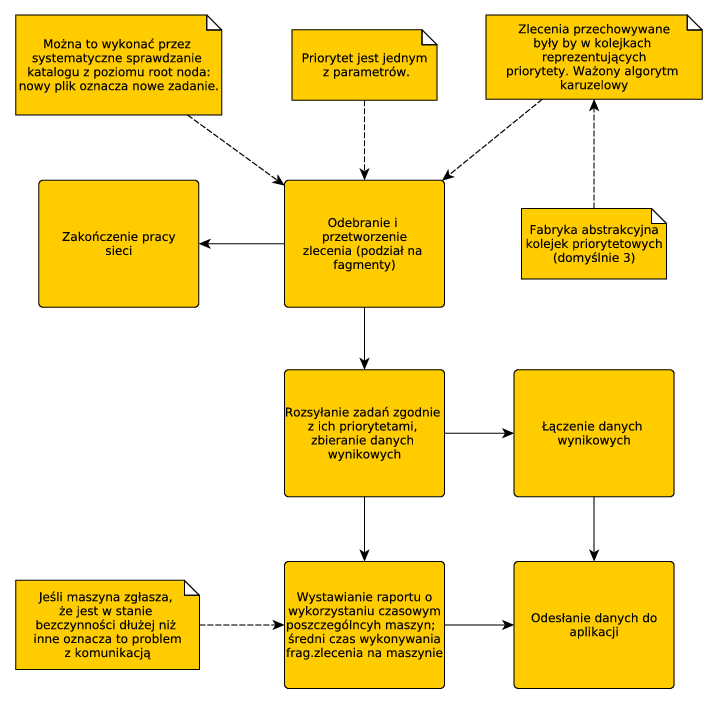 Można to wykonać przez
systematyczne sprawdzanie
katalogu z poziomu root noda:
nowy plik oznacza nowe zadanie.
Priorytet jest jednym
z parametrów.
Zlecenia przechowywane
były by w kolejkach
reprezentujących
priorytety. Ważony algorytm
karuzelowy
Zakończenie pracy
sieci
Odebranie i
przetworzenie
zlecenia (podział na
fagmenty)
Fabryka abstrakcyjna
kolejek priorytetowych
(domyślnie 3)
Rozsyłanie zadań zgodnie
z ich priorytetami,
zbieranie danych
wynikowych
Łączenie danych
wynikowych
Jeśli maszyna zgłasza,
że jest w stanie
bezczynności dłużej niż
inne oznacza to problem
z komunikacją
Wystawianie raportu o
wykorzystaniu czasowym
poszczególncyh maszyn;
średni czas wykonywania
frag.zlecenia na maszynie
Odesłanie danych do
aplikacji